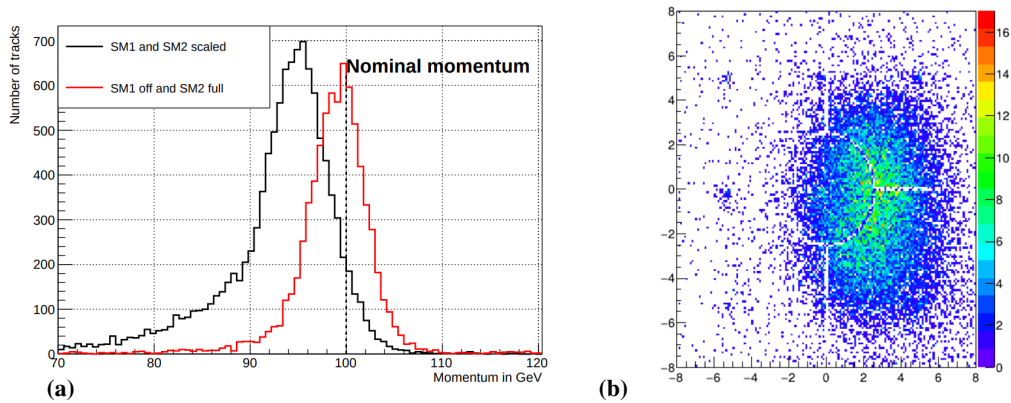 Number of tracks
700
600
500
400
300
200
100
0
SM1 and SM2 scaled
SM1 off and SM2 full
Nominal momentum
70 80 90 100 110 120
Momentum in GeV
(a)
8
6
4
2
0
−2
−4
−6
−8
−8 −6 −4 −2 0 2 4 6 8
16
14
12
10
8
6
4
2
0
(b)